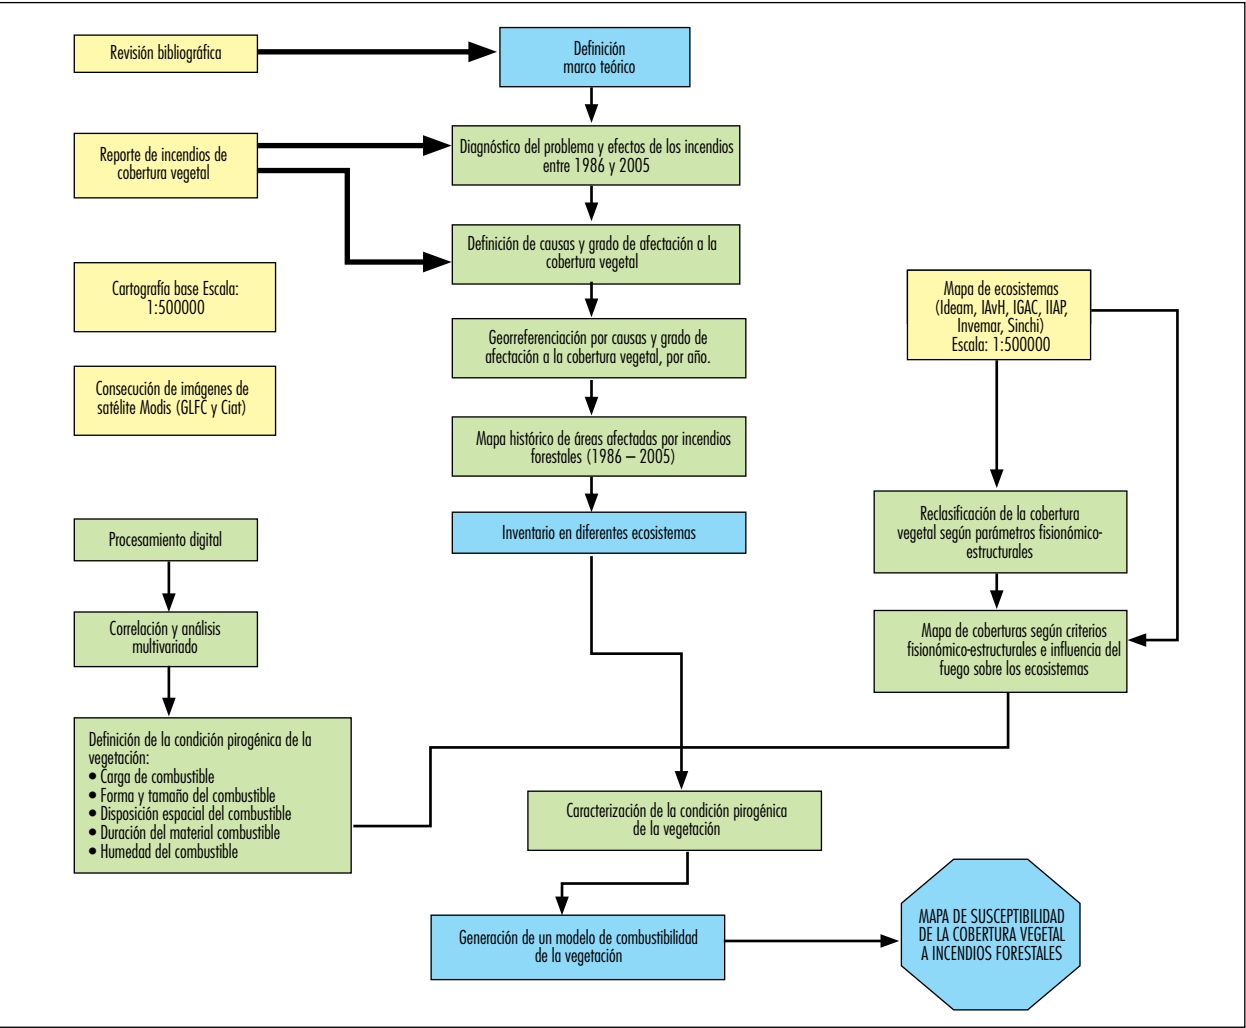 Revisión bibliográfica
Definición
marco teórico
Reporte de incendios de
cobertura vegetal
Diagnóstico del problema y efectos de los incendios
entre 1986 y 2005
Definición de causas y grado de afectación a la
cobertura vegetal
Cartografía base Escala:
1:500000
Georreferenciación por causas y grado de
afectación a la cobertura vegetal, por año.
Consecución de imágenes de
satélite Modis (GLFC y Ciat)
Mapa histórico de áreas afectadas por incendios
forestales (1986 – 2005)
Inventario en diferentes ecosistemas
Mapa de ecosistemas
(Ideam, IAvH, IGAC, IIAP,
Invemar, Sinchi)
Escala: 1:500000
Reclasificación de la cobertura
vegetal según parámetros fisionómico-
estructurales
Mapa de coberturas según criterios
fisionómico-estructurales e influencia del
fuego sobre los ecosistemas
Procesamiento digital
Correlación y análisis
multivariado
Definición de la condición pirogénica de la
vegetación:
• Carga de combustible
• Forma y tamaño del combustible
• Disposición espacial del combustible
• Duración del material combustible
• Humedad del combustible
Caracterización de la condición pirogénica
de la vegetación
Generación de un modelo de combustibilidad
de la vegetación
MAPA DE SUSCEPTIBILIDAD
DE LA COBERTURA VEGETAL
A INCENDIOS FORESTALES